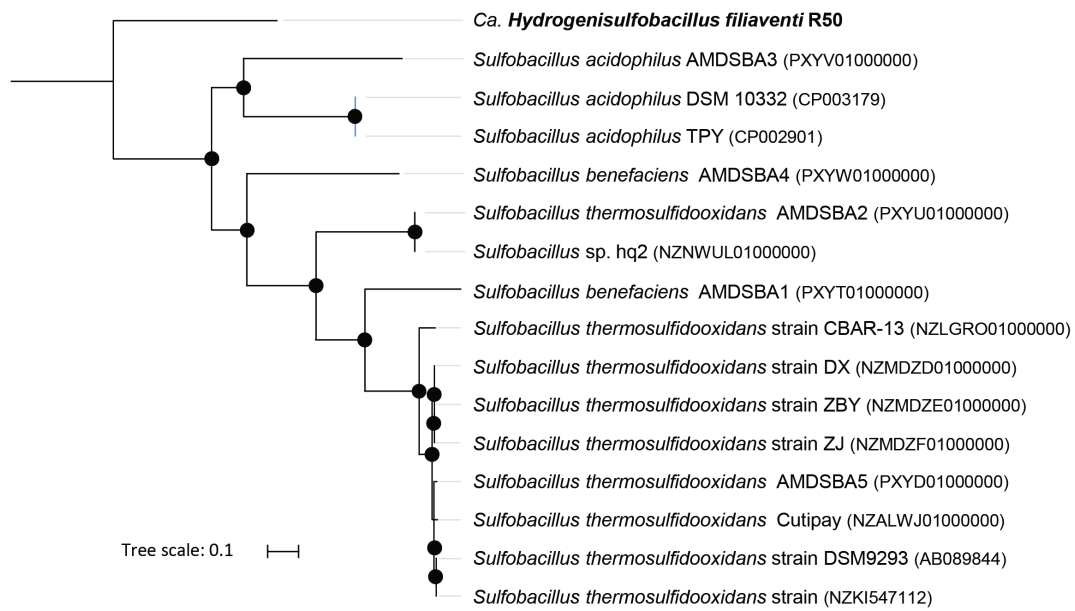 Ca. Hydrogenisulfobacillus filiaventi R50
Sulfobacillus acidophilus AMDSBA3 (PXYV01000000)
Sulfobacillus acidophilus DSM 10332 (CP003179)
Sulfobacillus acidophilus TPY (CP002901)
Sulfobacillus benefaciens AMDSBA4 (PXYW01000000)
Sulfobacillus thermosulfidooxidans AMDSBA2 (PXYU01000000)
Sulfobacillus sp. hq2 (NZNWUL01000000)
Sulfobacillus benefaciens AMDSBA1 (PXYT01000000)
Sulfobacillus thermosulfidooxidans strain CBAR-13 (NZLGRO01000000)
Sulfobacillus thermosulfidooxidans strain DX (NZMDZD01000000)
Sulfobacillus thermosulfidooxidans strain ZBY (NZMDZE01000000)
Sulfobacillus thermosulfidooxidans strain ZJ (NZMDZF01000000)
Sulfobacillus thermosulfidooxidans AMDSBA5 (PXYD01000000)
Sulfobacillus thermosulfidooxidans Cutipay (NZALWJ01000000)
Tree scale: 0.1
Sulfobacillus thermosulfidooxidans strain DSM9293 (AB089844)
Sulfobacillus thermosulfidooxidans strain (NZKI547112)